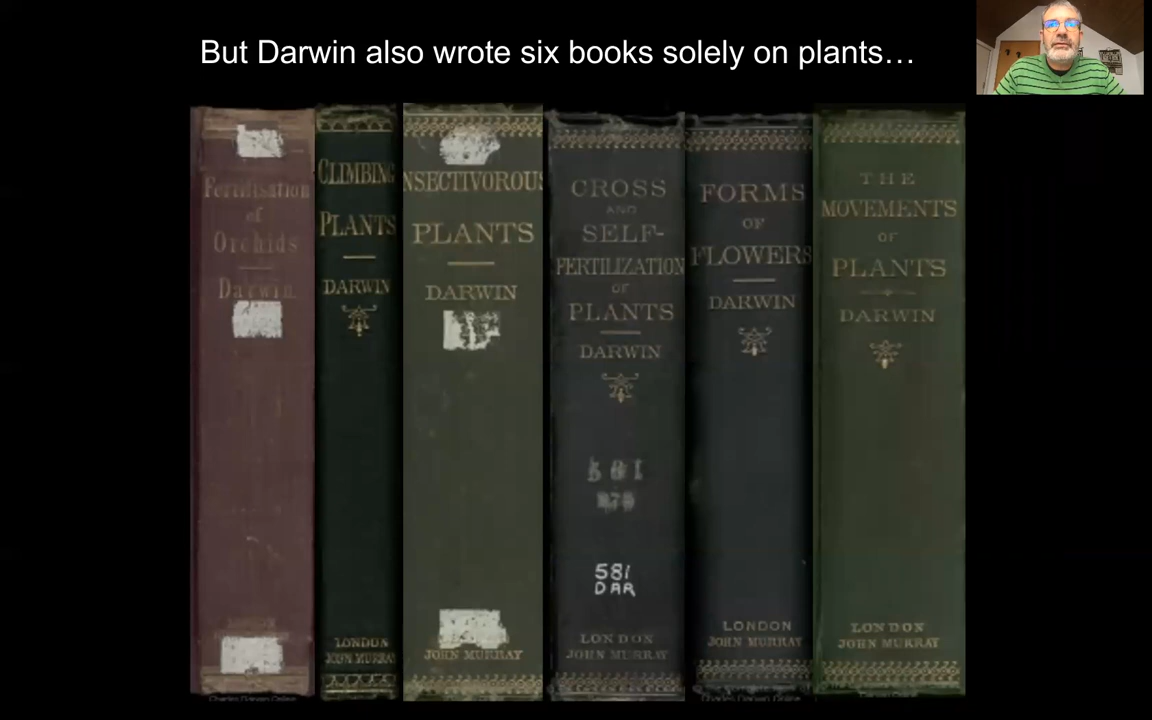 But Darwin also wrote six books solely on plants…
Fertilisation
of
Orchids
Darwin
CLIMBING
PLANTS
DARWIN
LONDON
JOHN MURRAY
NSECTIVOROUS
PLANTS
DARWIN
JOHN MURRAY
CROSS
AND
SELF-
FERTILIZATION
OF
PLANTS
DARWIN
581
DAR
LONDON
JOHN MURRAY
FORMS
OF
FLOWERS
DARWIN
LONDON
JOHN MURRAY
THE
MOVEMENTS
OF
PLANTS
DARWIN
LONDON
JOHN MURRAY